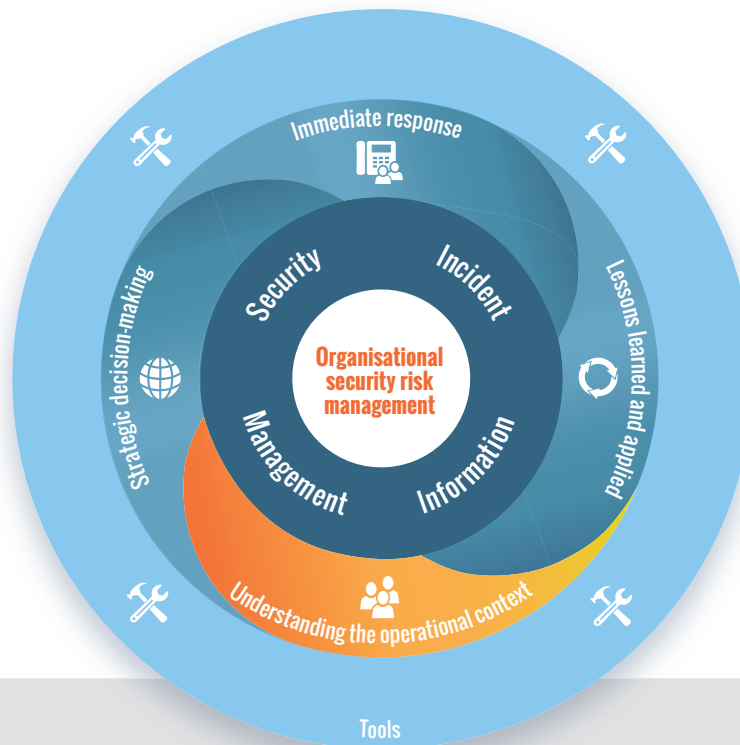 Immediate response
Security
Incident
Strategic decision-making
Lessons learned and applied
Organisational
security risk
management
Management
Information
Understanding the operational context
Tools